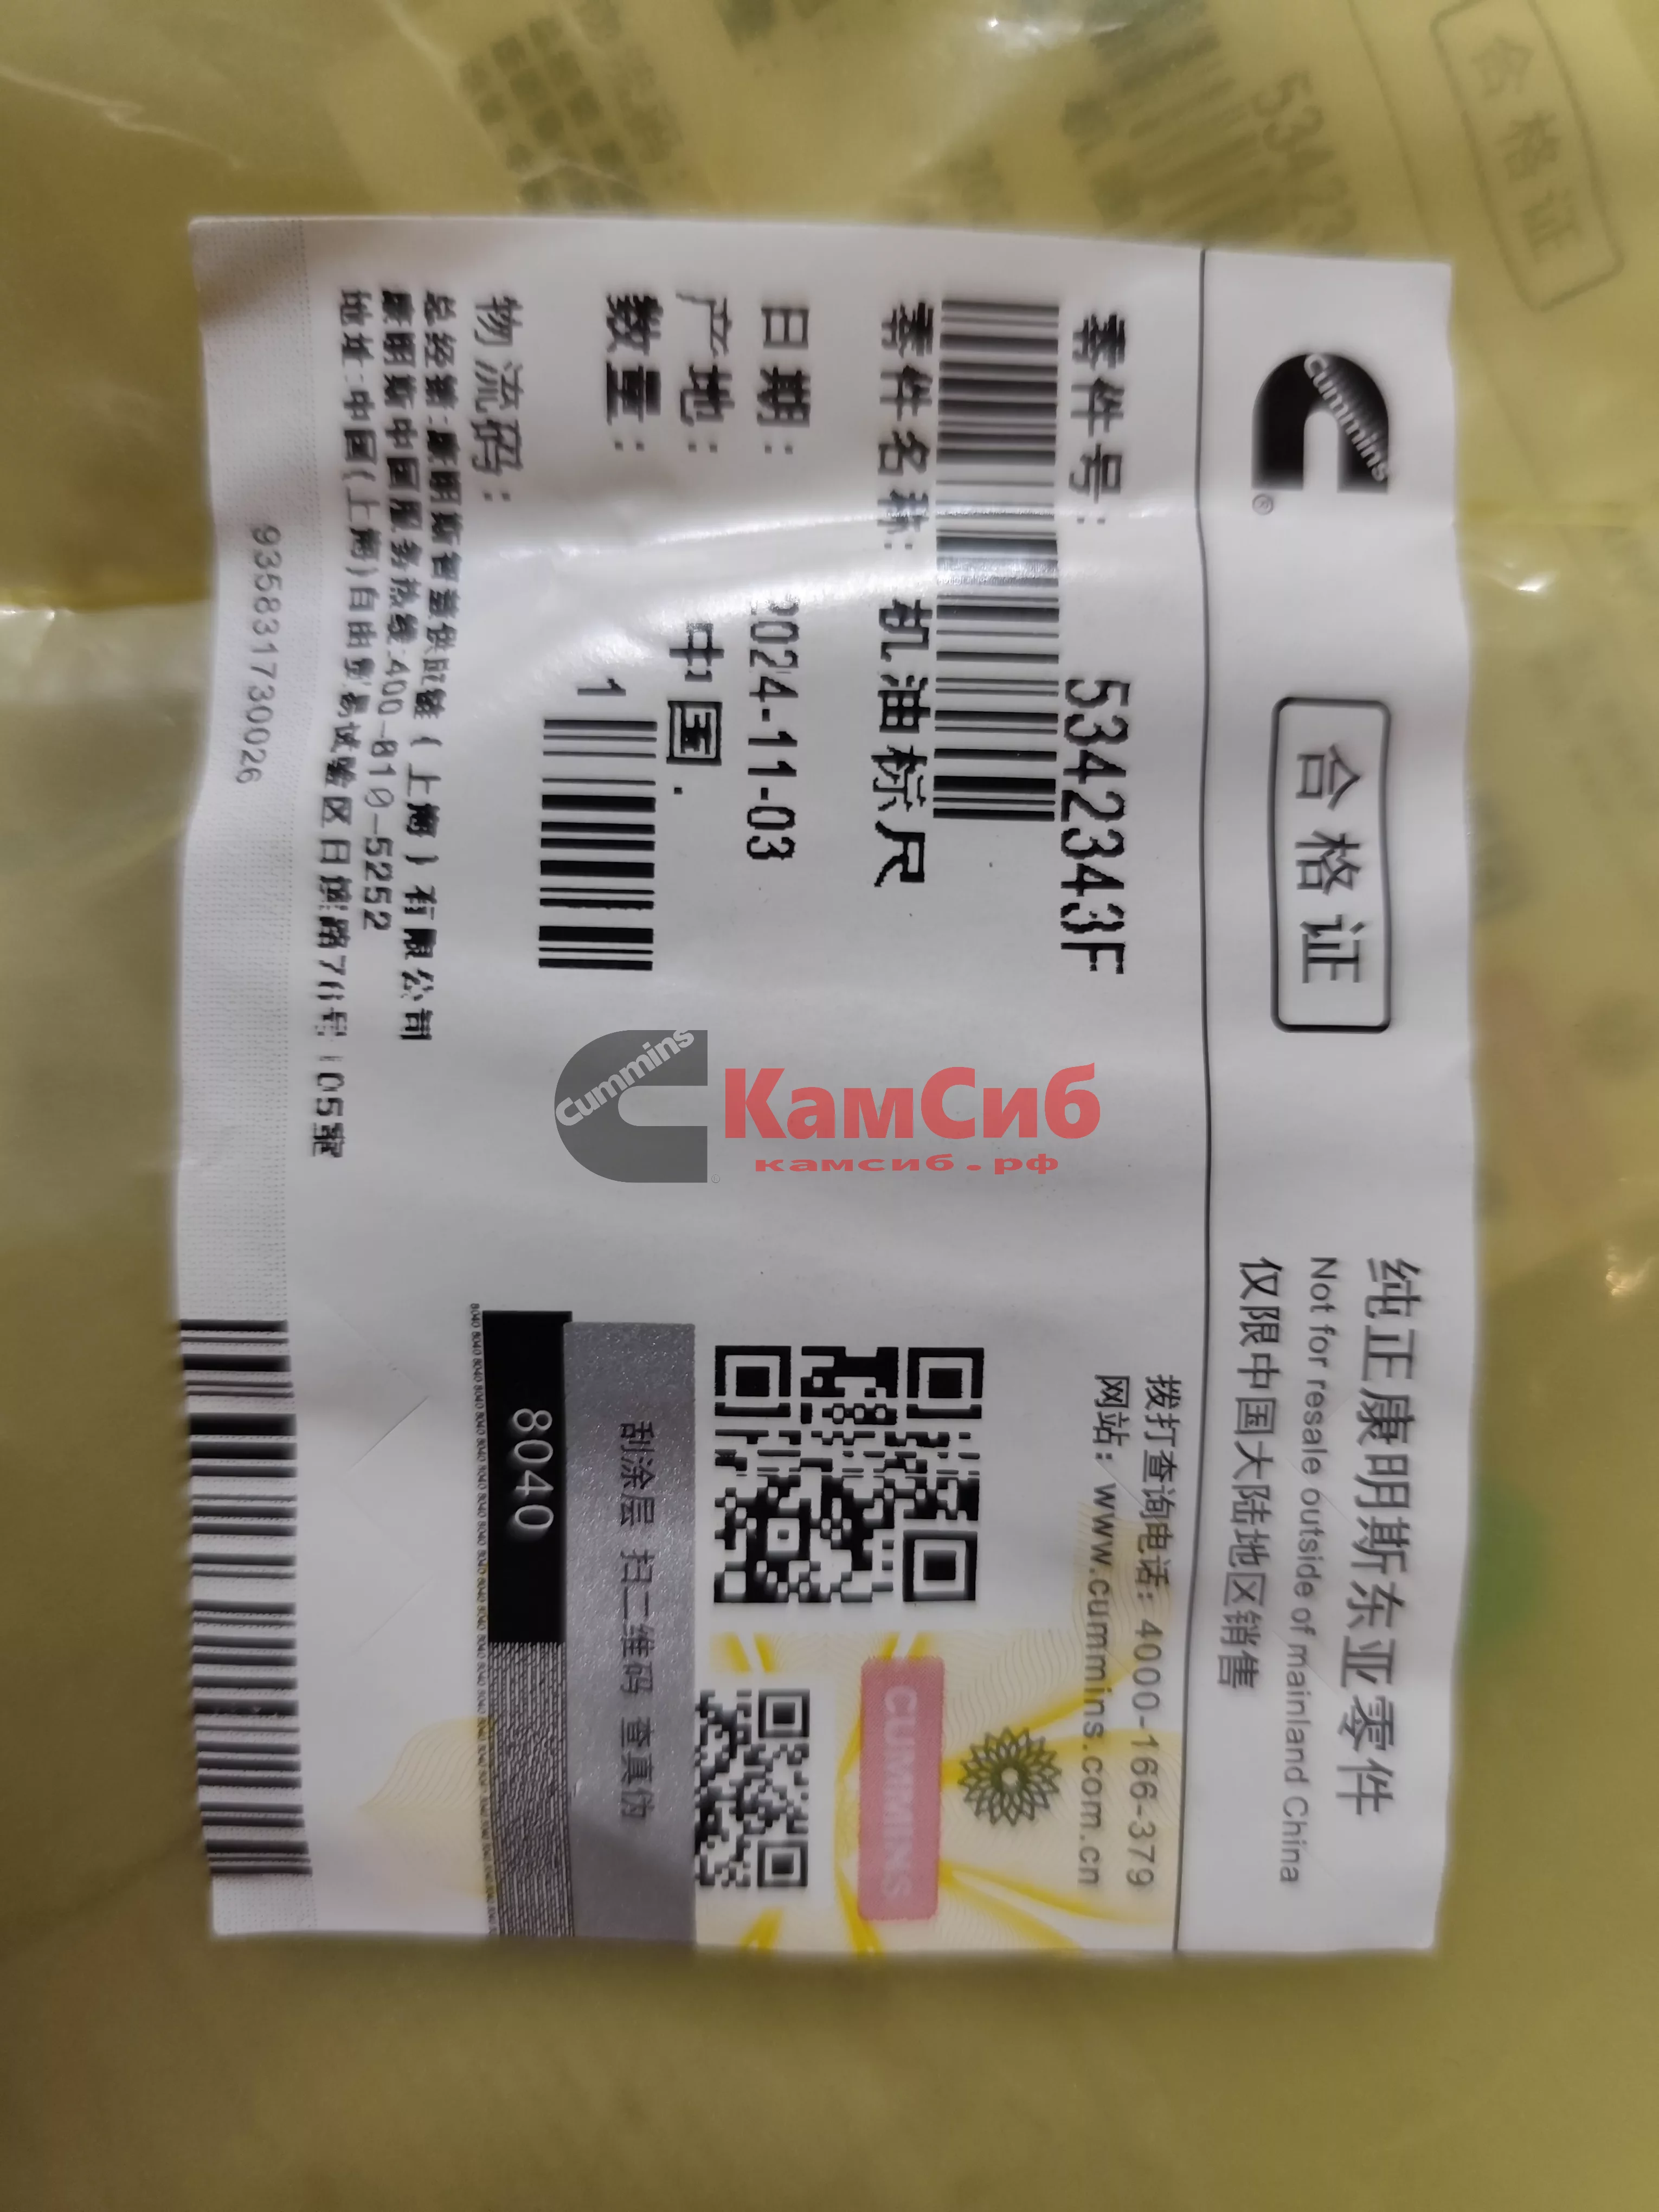 cummins
®
合格证
纯正康明斯东亚零件
Not for resale outside of mainland China
仅限中国大陆地区销售
零件号: 5342343F
零件名称: 机油标尺
日期: 2024-11-03
产地: 中国.
数量: 1
物流码:
总经销:康明斯智慧供应链(上海)有限公司
康明斯中国服务热线:400-810-5252
地址:中国(上海)自由贸易试验区日樱路
105室
拨打查询电话: 4000-166-379
网站: www.cummins.com.cn
CUMMINS
刮涂层 扫二维码 查真伪
8040
935831730026
Cummins
КамСиб
камсиб.рф
合格证
53423